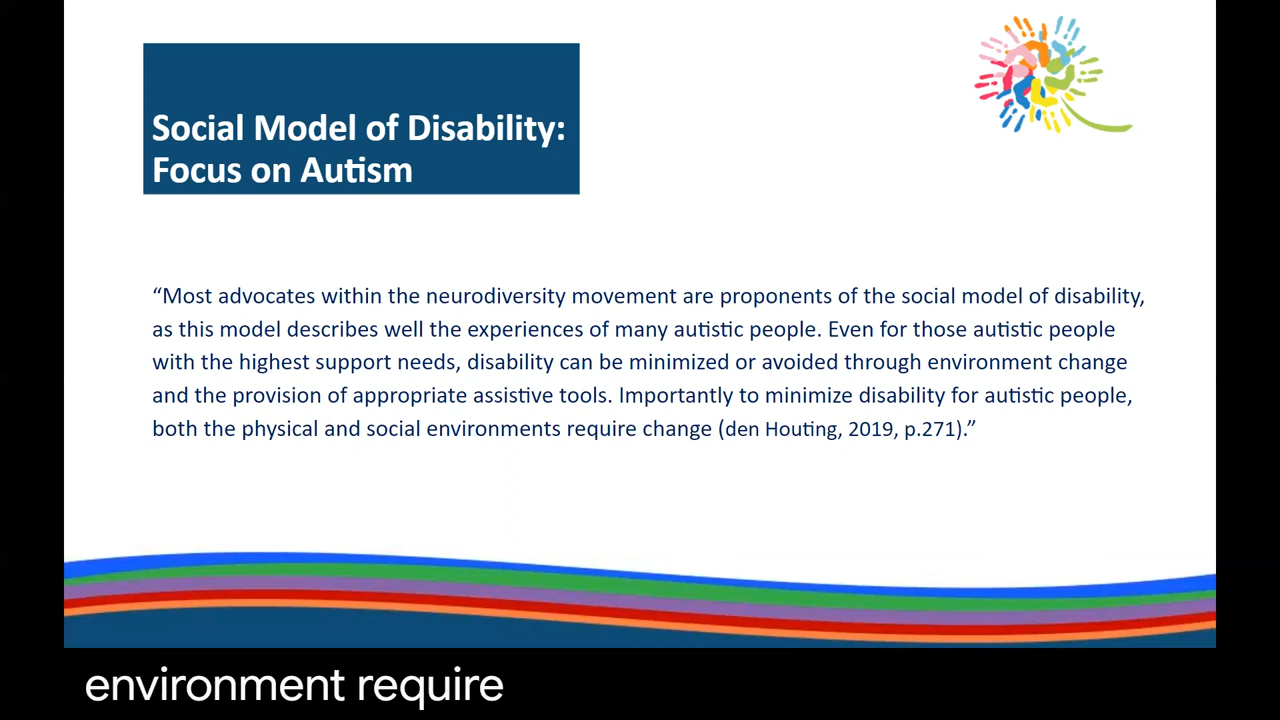 Social Model of Disability:
Focus on Autism
“Most advocates within the neurodiversity movement are proponents of the social model of disability,
as this model describes well the experiences of many autistic people. Even for those autistic people
with the highest support needs, disability can be minimized or avoided through environment change
and the provision of appropriate assistive tools. Importantly to minimize disability for autistic people,
both the physical and social environments require change (den Houting, 2019, p.271).”
environment require